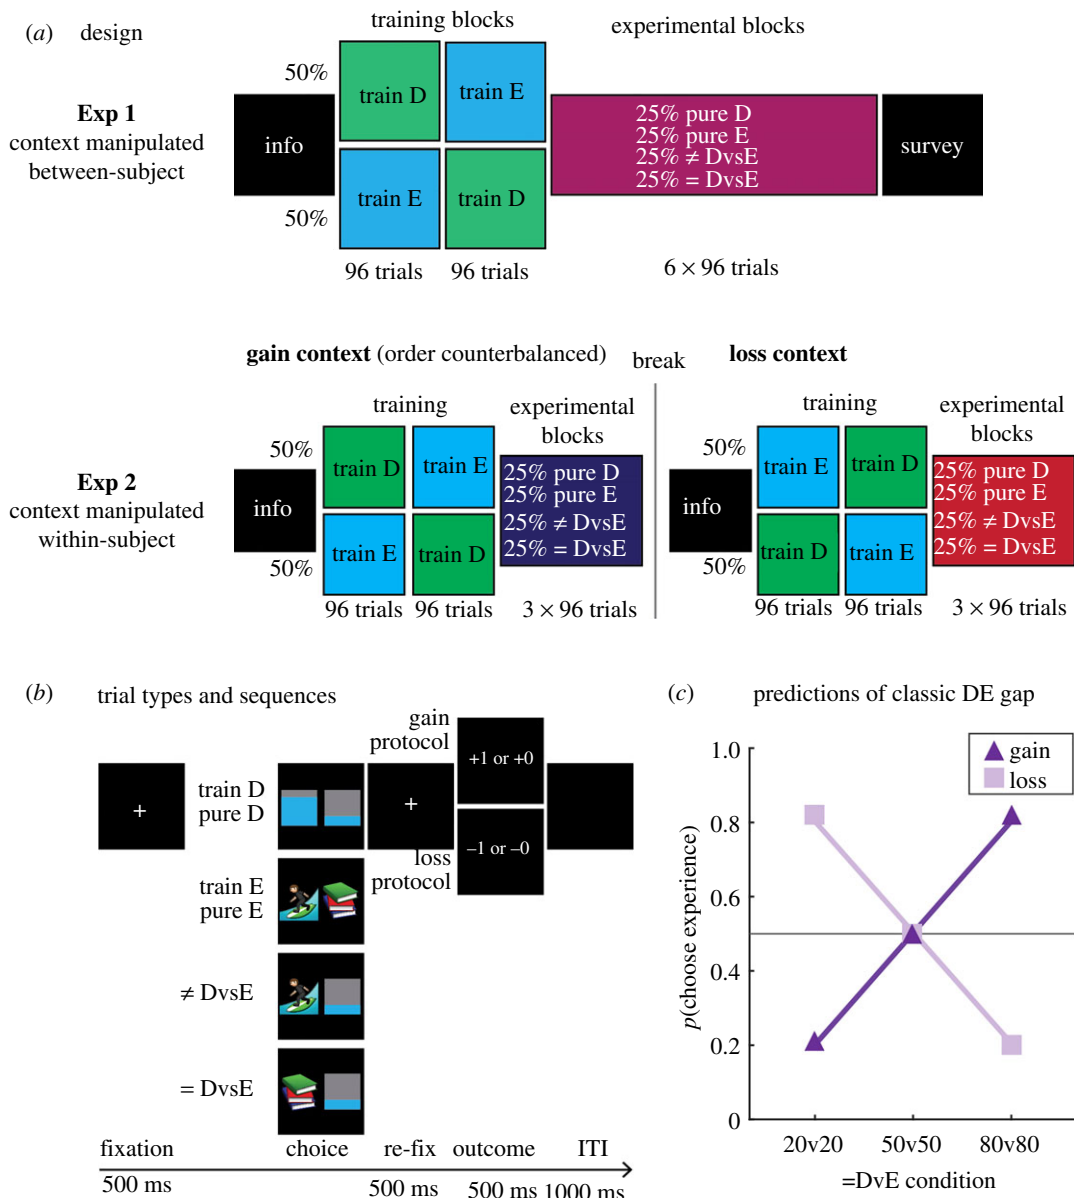 (a) design
training blocks
experimental blocks
Exp 1
context manipulated
between-subject
50%
50%
info
train D
train E
train E
train D
96 trials
96 trials
25% pure D
25% pure E
25% ≠ DvsE
25% = DvsE
6 × 96 trials
survey
gain context (order counterbalanced)
break
loss context
Exp 2
context manipulated
within-subject
training
experimental
blocks
50%
50%
info
train D
train E
train E
train D
96 trials
96 trials
25% pure D
25% pure E
25% ≠ DvsE
25% = DvsE
3 × 96 trials
training
experimental
blocks
50%
50%
info
train E
train D
train D
train E
96 trials
96 trials
25% pure D
25% pure E
25% ≠ DvsE
25% = DvsE
3 × 96 trials
(b) trial types and sequences
+
train D
pure D
train E
pure E
≠ DvsE
= DvsE
gain
protocol
+
loss
protocol
+1 or +0
–1 or –0
fixation
choice
re-fix
outcome
ITI
500 ms
500 ms
500 ms
1000 ms
(c) predictions of classic DE gap
gain
loss
p(choose experience)
1.0
0.8
0.6
0.4
0.2
0
20v20
50v50
80v80
=DvE condition